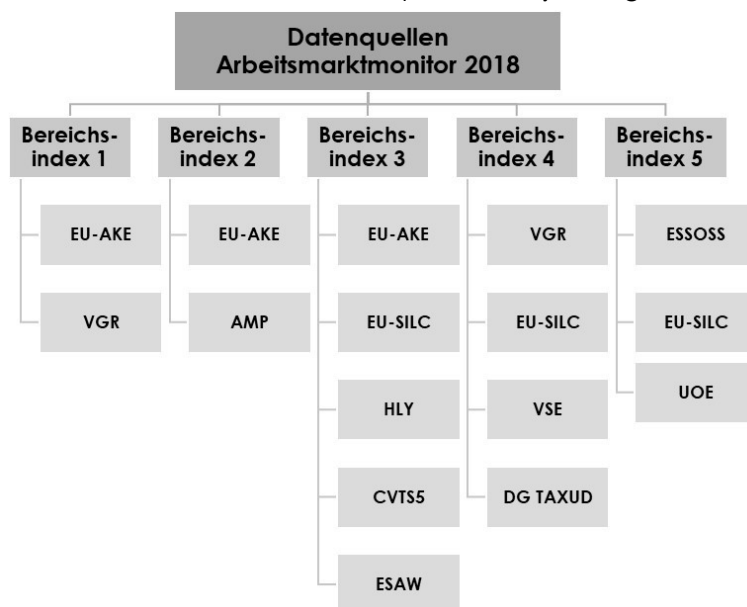 Datenquellen
Arbeitsmarktmonitor 2018
Bereichs-
index 1
EU-AKE
VGR
Bereichs-
index 2
EU-AKE
AMP
Bereichs-
index 3
EU-AKE
EU-SILC
HLY
CVTS5
ESAW
Bereichs-
index 4
VGR
EU-SILC
VSE
DG TAXUD
Bereichs-
index 5
ESSOSS
EU-SILC
UOE